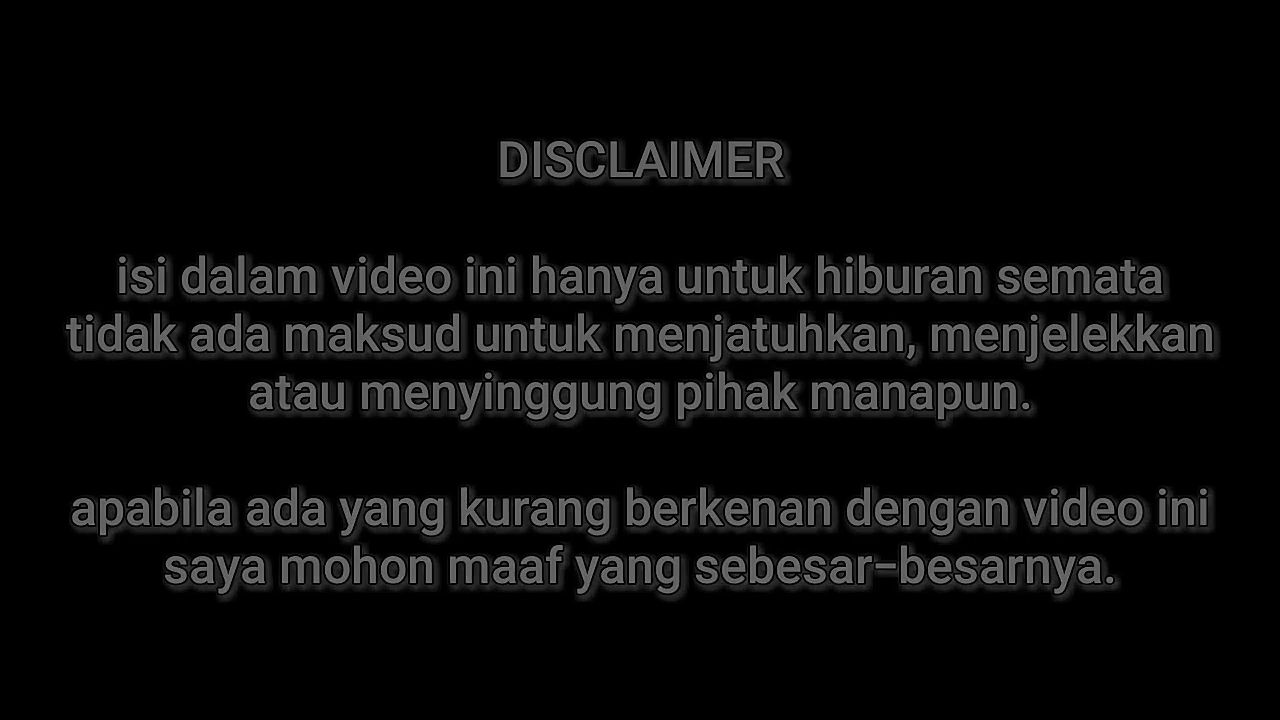 DISCLAIMER
isi dalam video ini hanya untuk hiburan semata
tidak ada maksud untuk menjatuhkan, menjelekkan
atau menyinggung pihak manapun.
apabila ada yang kurang berkenan dengan video ini
saya mohon maaf yang sebesar-besarnya.